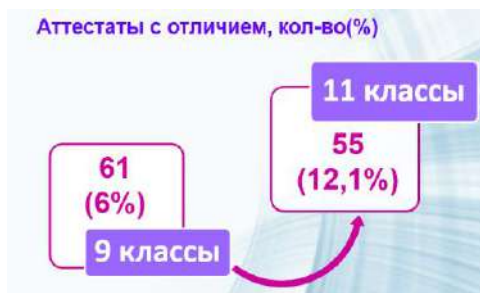 Аттестаты с отличием, кол-во(%)
11 классы
55
(12,1%)
61
(6%)
9 классы